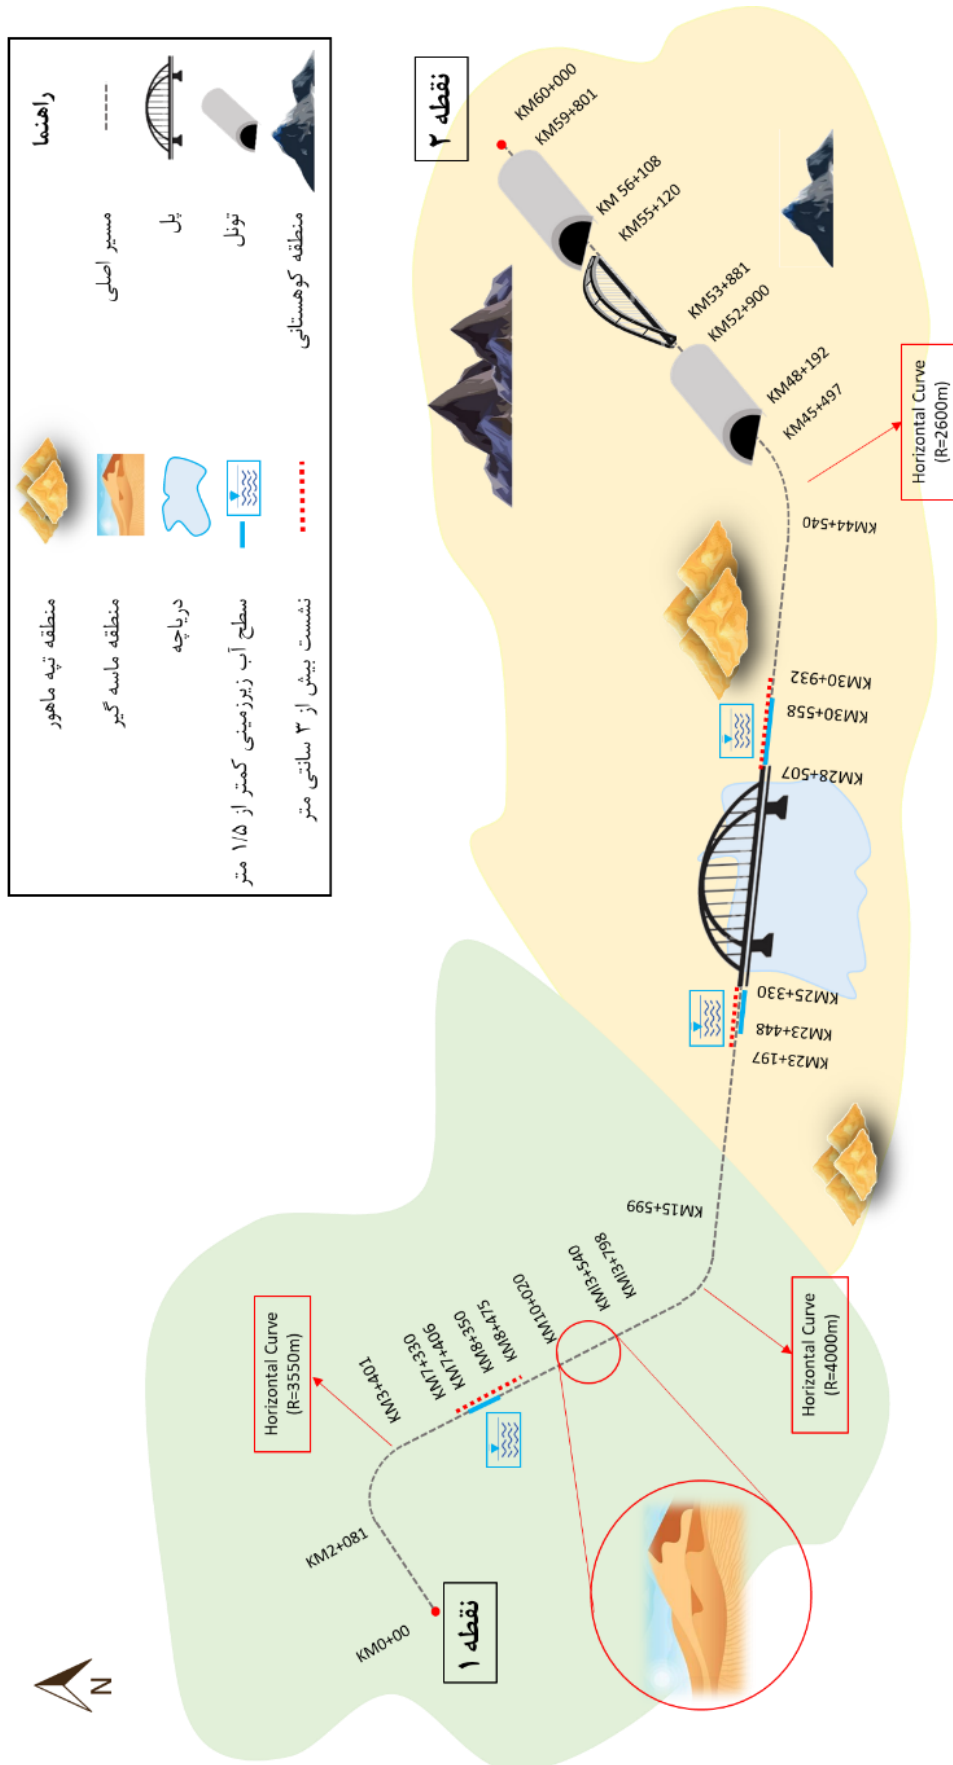 راهنما
مسیر اصلی
پل
تونل
منطقه کوهستانی
منطقه تپه ماهور
منطقه ماسه گیر
دریاچه
سطح آب زیرزمینی کمتر از ۱/۵ متر
نشست بیش از ۳ سانتی متر
N
نقطه ۱
KM0+00
KM2+081
Horizontal Curve
(R=3550m)
KM3+401
KM7+330
KM7+406
KM8+350
KM8+475
KM10+020
KM13+540
KM13+798
Horizontal Curve
(R=4000m)
KM15+599
KM23+197
KM23+448
KM25+330
KM28+507
KM30+558
KM30+932
KM44+540
Horizontal Curve
(R=2600m)
KM45+497
KM48+192
KM52+900
KM53+881
KM55+120
KM 56+108
KM59+801
KM60+000
نقطه ۲